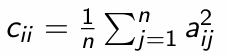 $c_{ii} = \frac{1}{n} \sum_{j=1}^{n} a_{ij}^{2}$